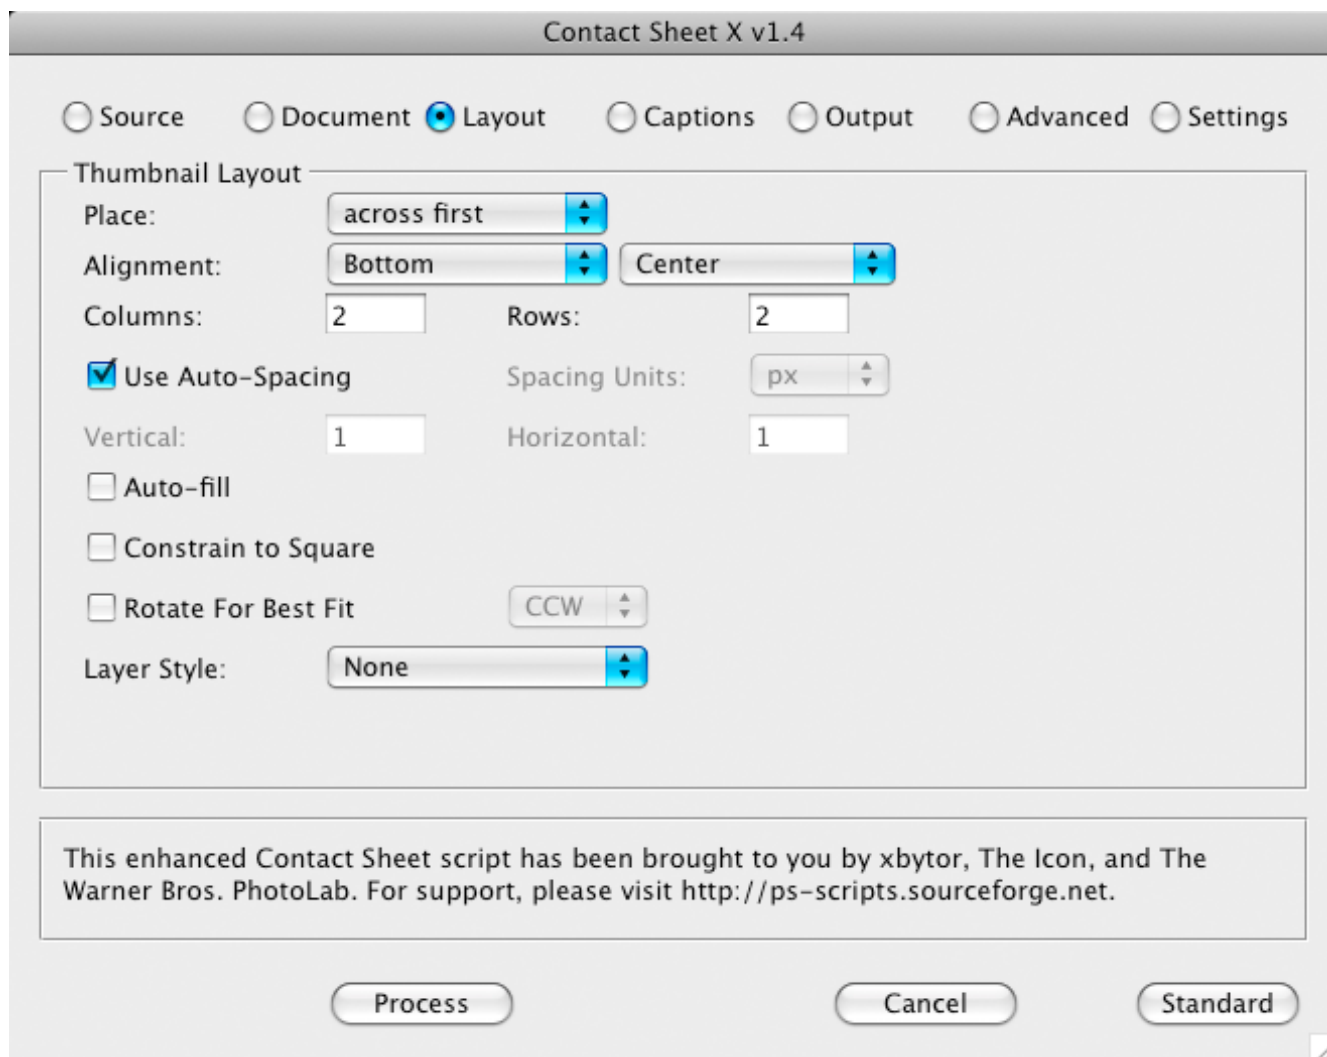 Contact Sheet X v1.4
Source Document Layout Captions Output Advanced Settings
Thumbnail Layout
Place: across first
Alignment: Bottom Center
Columns: 2 Rows: 2
Use Auto-Spacing Spacing Units: px
Vertical: 1 Horizontal: 1
Auto-fill
Constrain to Square
Rotate For Best Fit CCW
Layer Style: None
This enhanced Contact Sheet script has been brought to you by xbytor, The Icon, and The
Warner Bros. PhotoLab. For support, please visit http://ps-scripts.sourceforge.net.
Process Cancel Standard